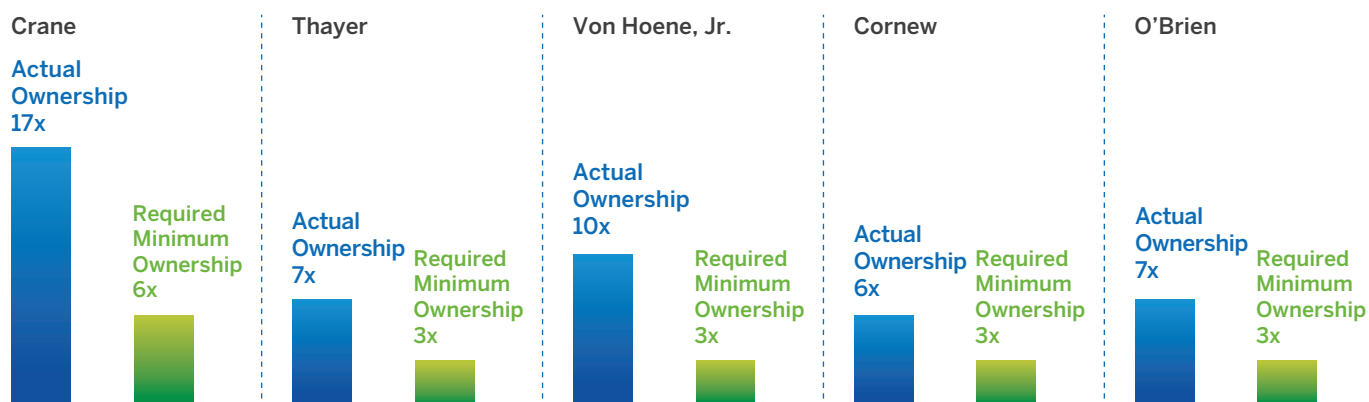 Crane
Actual
Ownership
17x
Required
Minimum
Ownership
6x
Thayer
Actual
Ownership
7x
Required
Minimum
Ownership
3x
Von Hoene, Jr.
Actual
Ownership
10x
Required
Minimum
Ownership
3x
Cornew
Actual
Ownership
6x
Required
Minimum
Ownership
3x
O’Brien
Actual
Ownership
7x
Required
Minimum
Ownership
3x